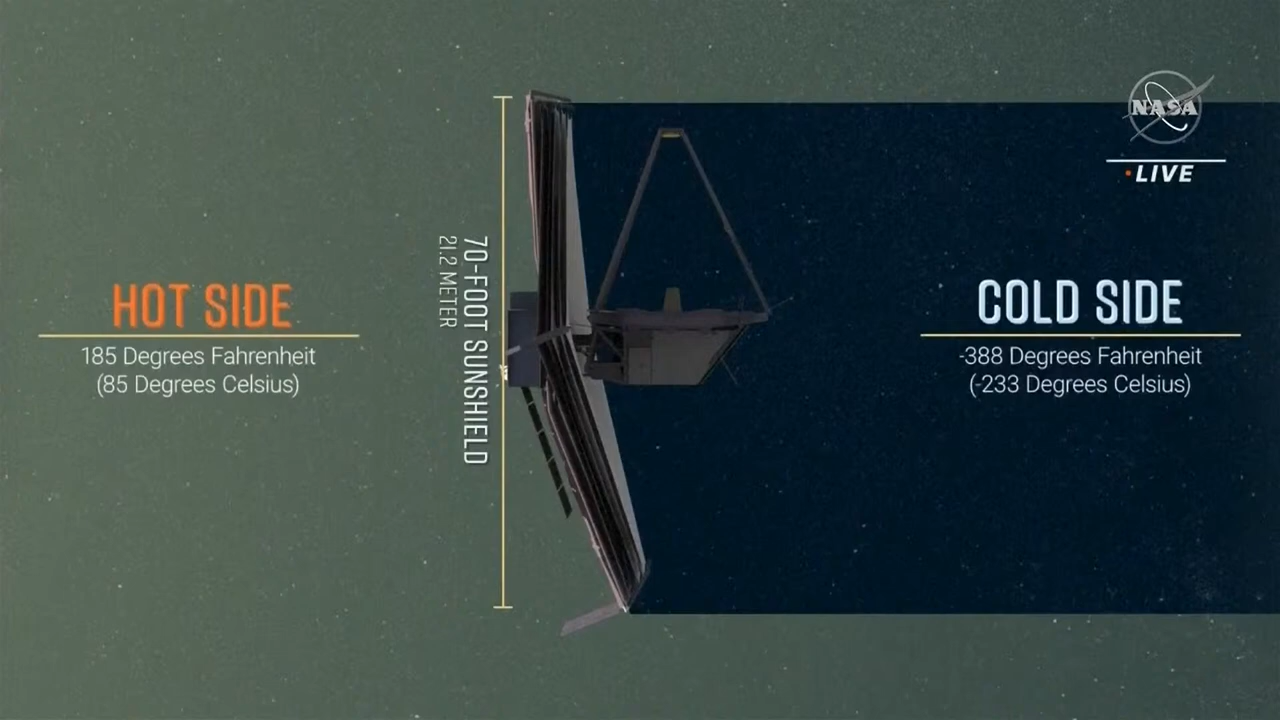 NASA
LIVE
HOT SIDE
185 Degrees Fahrenheit
(85 Degrees Celsius)
70-FOOT SUNSHIELD
21.2 METER
COLD SIDE
-388 Degrees Fahrenheit
(-233 Degrees Celsius)